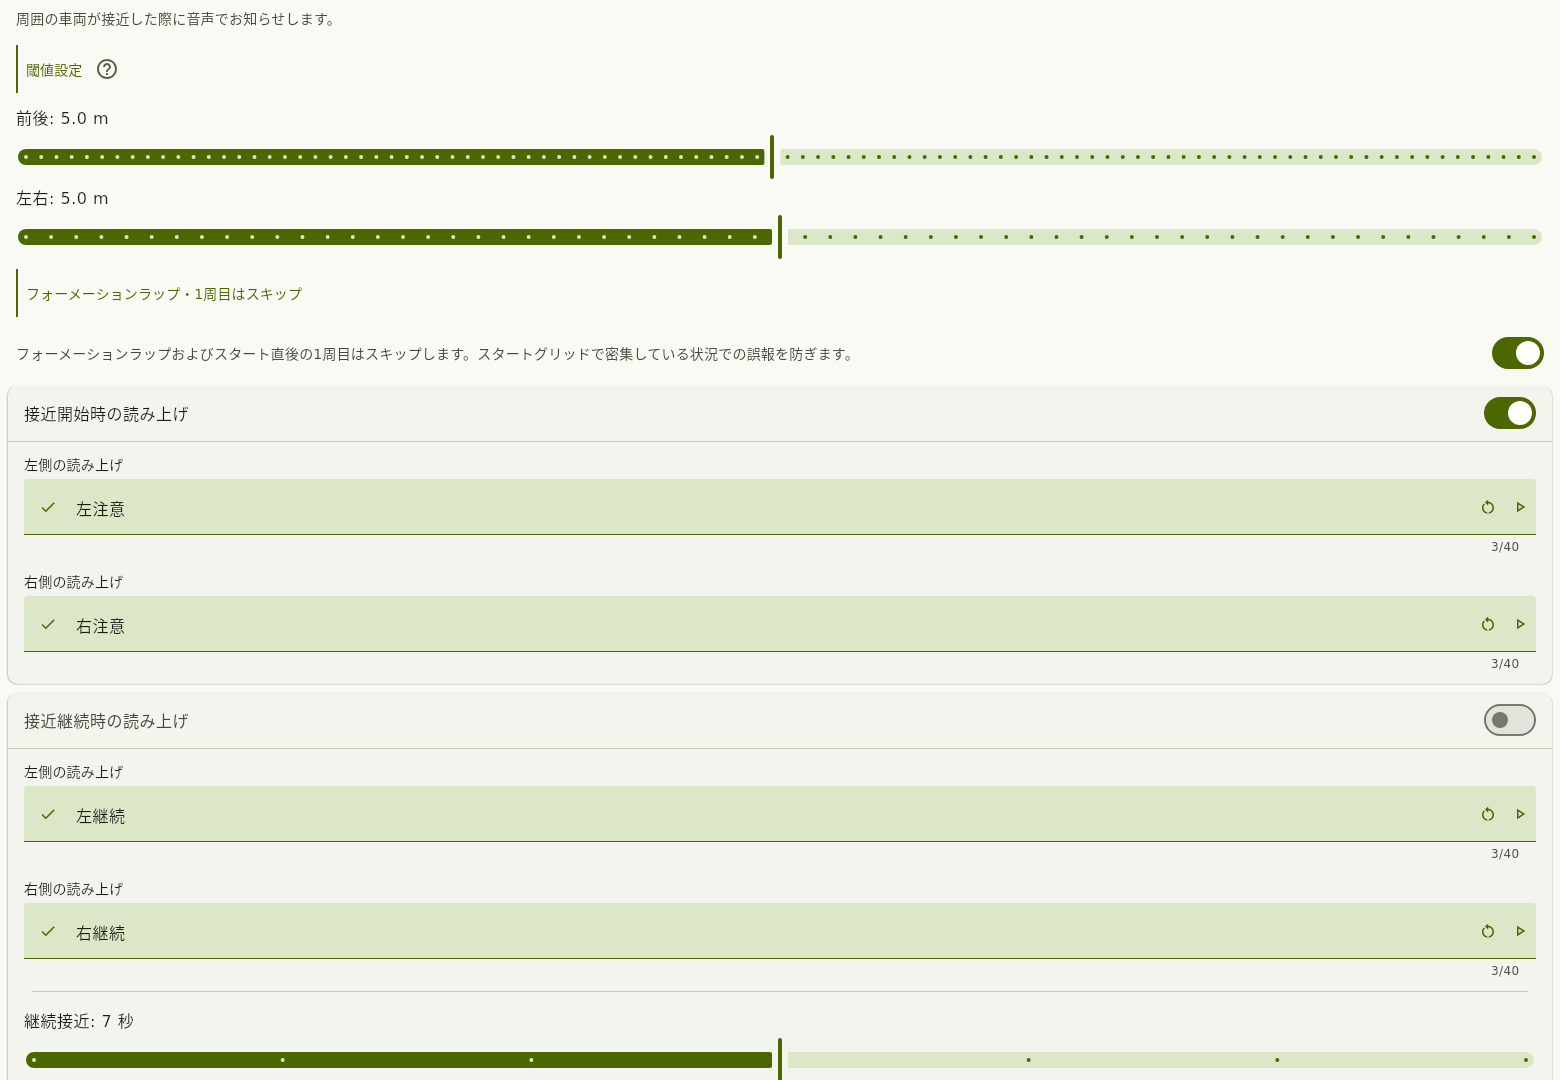 周囲の車両が接近した際に音声でお知らせします。
閾値設定
前後: 5.0 m
左右: 5.0 m
フォーメーションラップ・1周目はスキップ
フォーメーションラップおよびスタート直後の1周目はスキップします。スタートグリッドで密集している状況での誤報を防ぎます。
接近開始時の読み上げ
左側の読み上げ
左注意
3/40
右側の読み上げ
右注意
3/40
接近継続時の読み上げ
左側の読み上げ
左継続
3/40
右側の読み上げ
右継続
3/40
継続接近: 7 秒